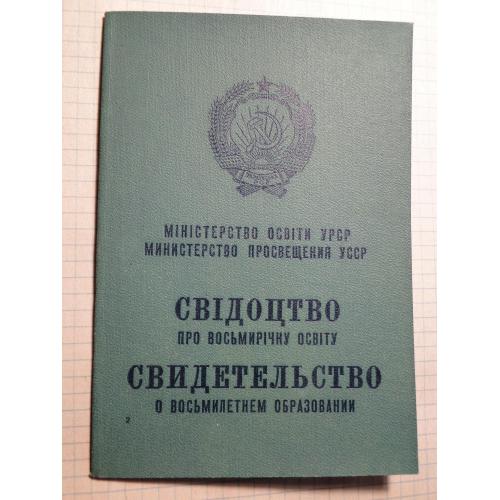 МІНІСТЕРСТВО ОСВІТИ УРСР
МИНИСТЕРСТВО ПРОСВЕЩЕНИЯ УССР
СВІДОЦТВО
ПРО ВОСЬМИРІЧНУ ОСВІТУ
СВИДЕТЕЛЬСТВО
О ВОСЬМИЛЕТНЕМ ОБРАЗОВАНИИ
2